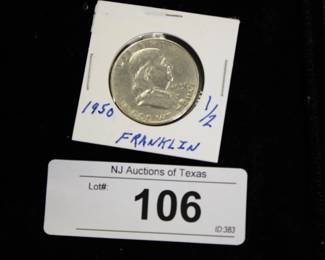 1950
1/2
FRANKLIN
NJ Auctions of Texas
Lot#:
106
ID:383